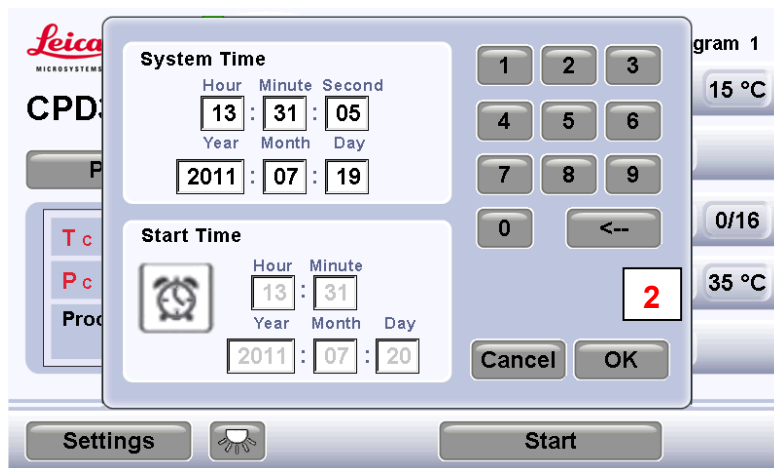 Leica
MICROSYSTEMS
gram 1
15 °C
CPD
P
System Time
Hour Minute Second
13 : 31 : 05
Year Month Day
2011 : 07 : 19
1 2 3
4 5 6
7 8 9
0 <--
Start Time
Hour Minute
13 : 31
Year Month Day
2011 : 07 : 20
2
Cancel OK
Tc
Pc
Proc
0/16
35 °C
Settings
Start